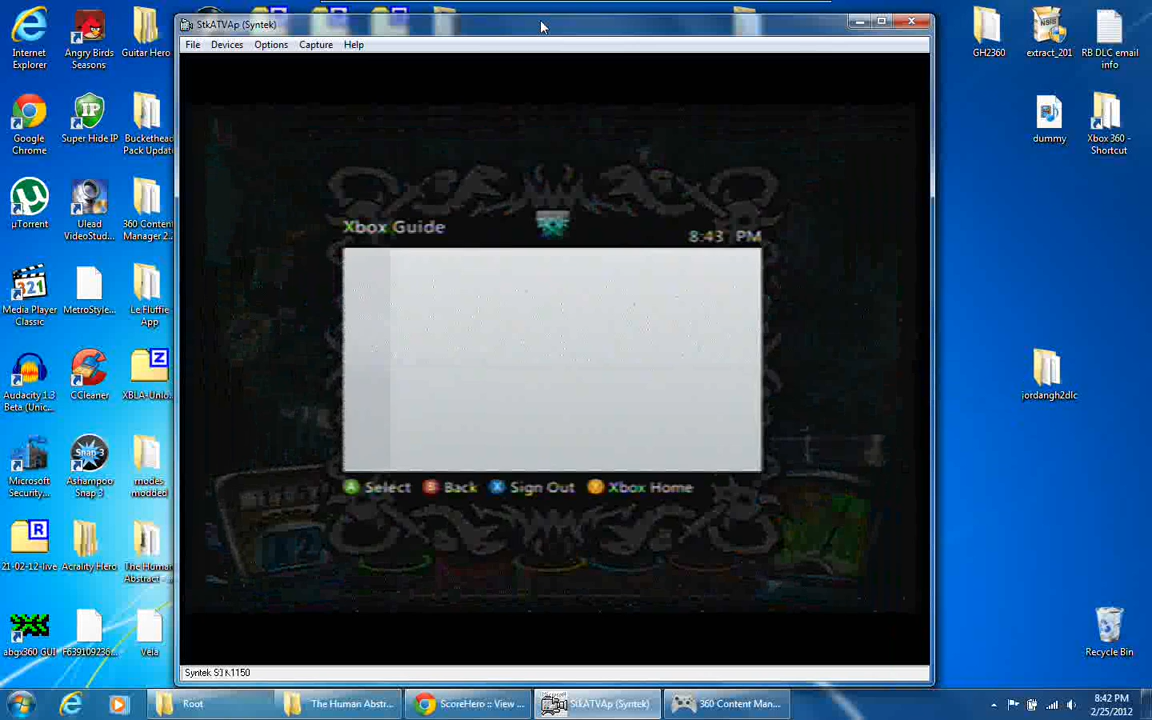 StkATVAp (Syntek)
File Devices Options Capture Help
Xbox Guide
8:43 PM
Select Back Sign Out Xbox Home
Syntek STK1150
Internet Explorer
Angry Birds Seasons
Guitar Hero
Google Chrome
Super Hide IP
Buckethead Pack Updat
µTorrent
Ulead VideoStud...
360 Content Manager 2...
Media Player Classic
MetroStyle...
Le Fluffie App
Audacity 1.3 Beta (Unic...
CCleaner
XBLA-Unlo...
Microsoft Security...
Ashampoo Snap 3
modes modded
21-02-12-live
Acrality Hero
The Human Abstract - ...
abgx360 GUI
F639109236...
Vela
GH2360
extract_201
RB DLC email info
dummy
Xbox 360 - Shortcut
jordangh2dlc
Recycle Bin
Root
The Human Abstr...
ScoreHero :: View ...
StkATVAp (Syntek)
360 Content Man...
8:42 PM
2/25/2012